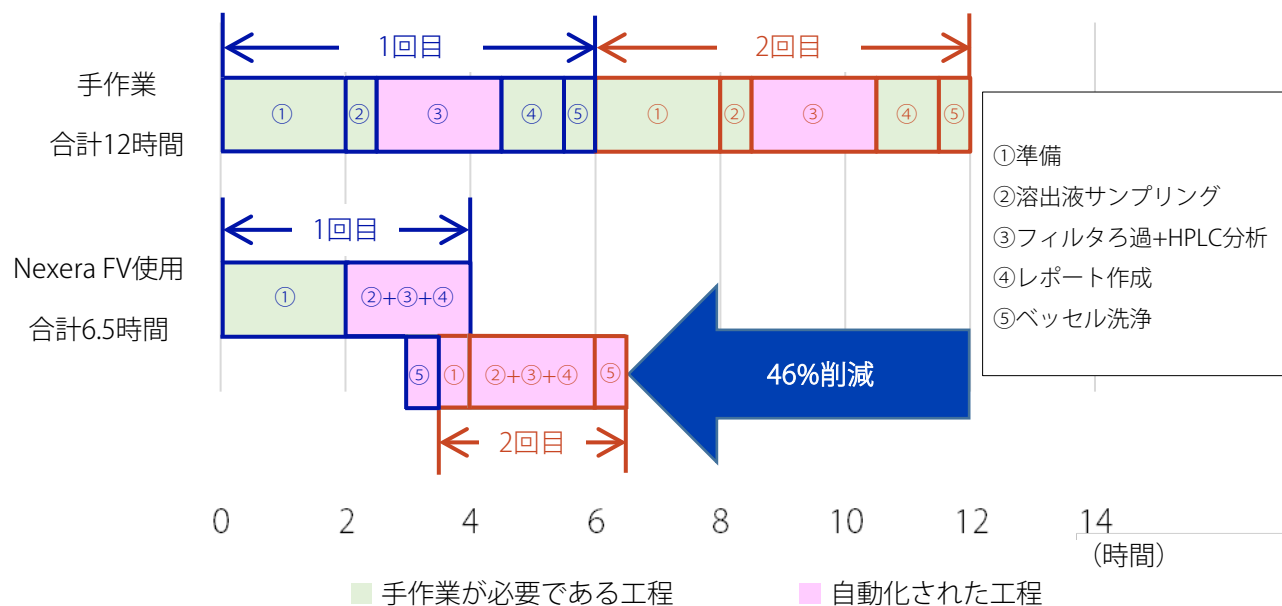 1回目
2回目
手作業
合計12時間
① ② ③ ④ ⑤ ① ② ③ ④ ⑤
①準備
②溶出液サンプリング
③フィルタろ過+HPLC分析
④レポート作成
⑤ベッセル洗浄
1回目
Nexera FV使用
合計6.5時間
① ②+③+④
⑤ ① ②+③+④ ⑤
46%削減
2回目
0 2 4 6 8 10 12 14
（時間）
手作業が必要である工程
自動化された工程